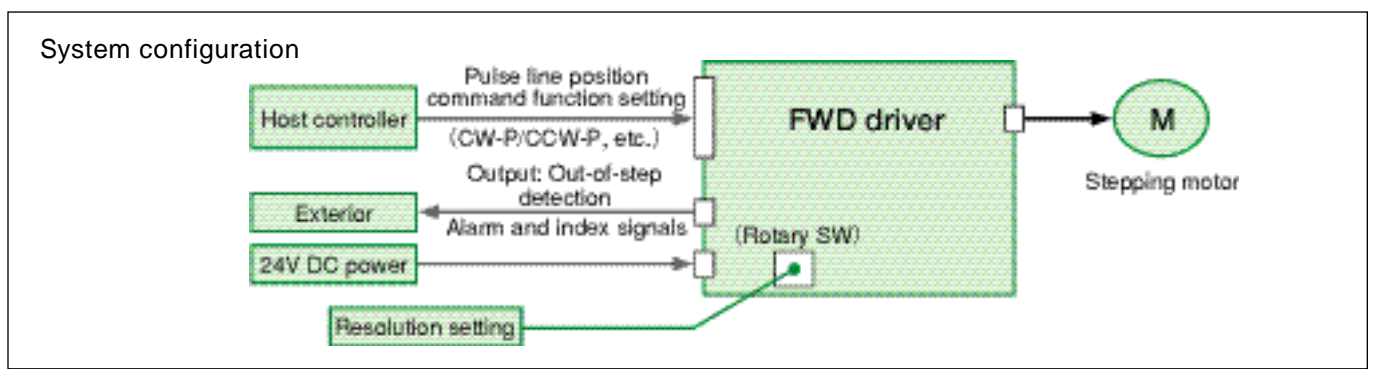 System configuration
Pulse line position
command function setting
Host controller
(CW-P/CCW-P, etc.)
FWD driver
M
Stepping motor
Output: Out-of-step
detection
Exterior
Alarm and index signals
(Rotary SW)
24V DC power
Resolution setting